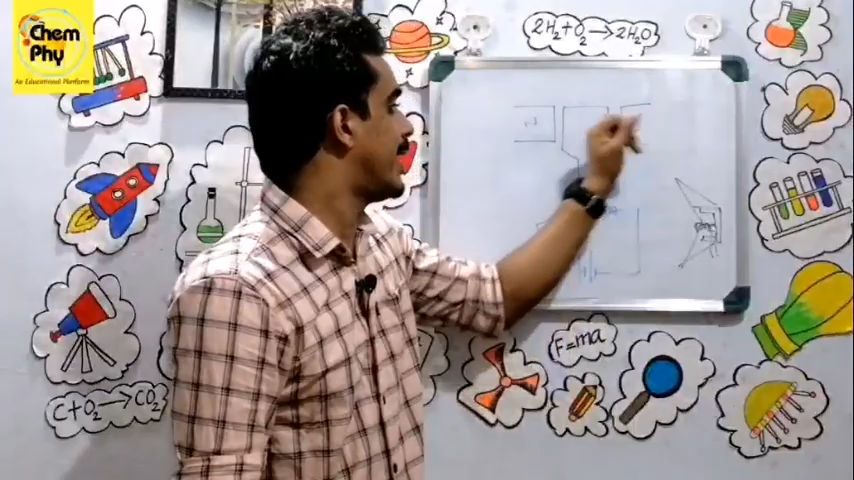 Chem
Phy
An Educational Platform
2H₂+O₂→2H₂O
C+O₂→CO₂
F=ma